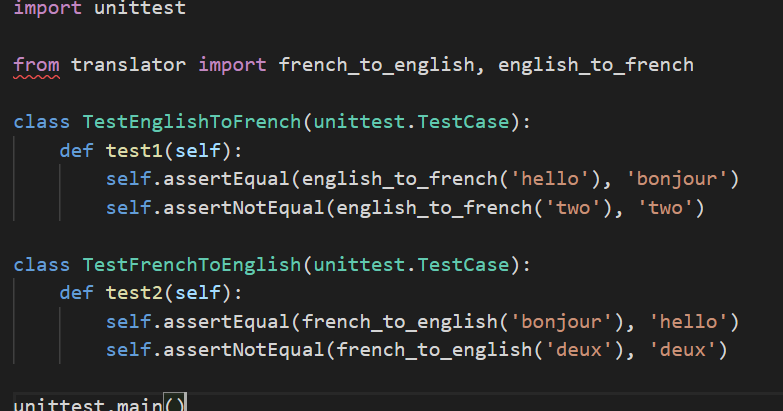 import unittest
from translator import french_to_english, english_to_french
class TestEnglishToFrench(unittest.TestCase):
def test1(self):
self.assertEqual(english_to_french('hello'), 'bonjour')
self.assertNotEqual(english_to_french('two'), 'two')
class TestFrenchToEnglish(unittest.TestCase):
def test2(self):
self.assertEqual(french_to_english('bonjour'), 'hello')
self.assertNotEqual(french_to_english('deux'), 'deux')
unittest.main()